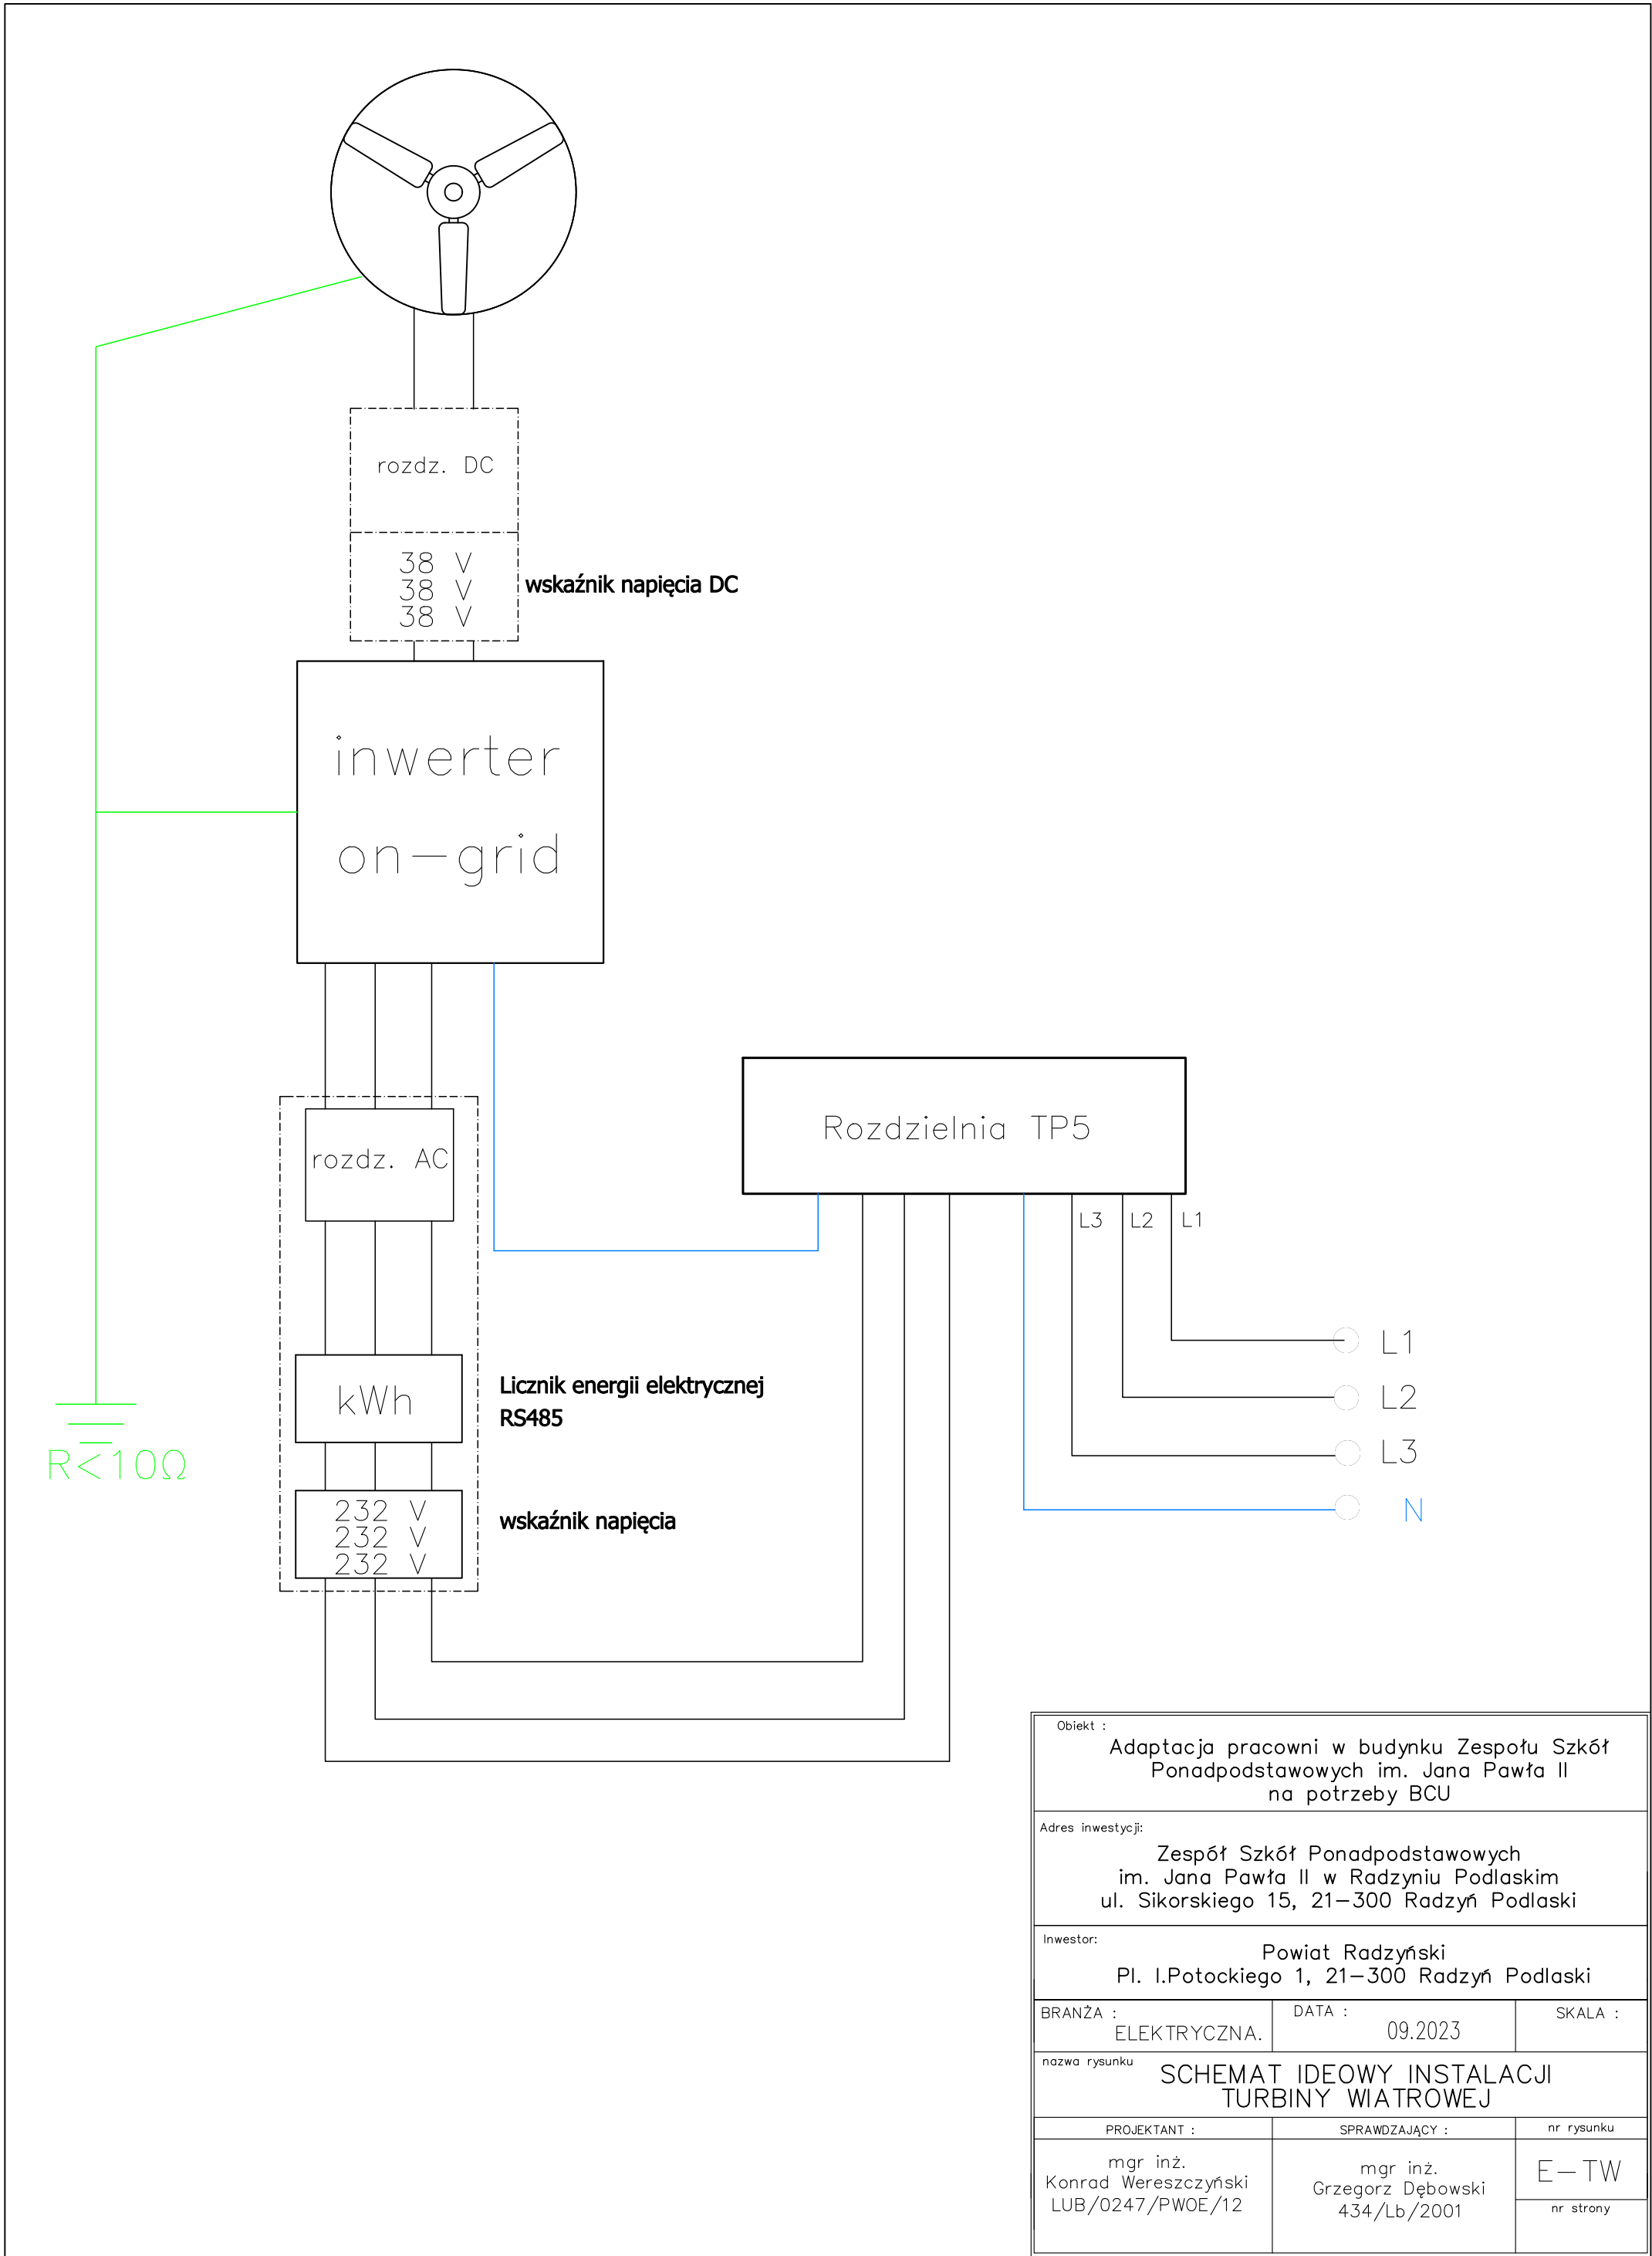 rozdz. DC
38 V
38 V
38 V
wskaźnik napięcia DC
inwerter
on-grid
rozdz. AC
Rozdzielnia TP5
L3 L2 L1
kWh
Licznik energii elektrycznej
RS485
R<10Ω
232 V
232 V
232 V
wskaźnik napięcia
L1
L2
L3
N
Obiekt :
Adaptacja pracowni w budynku Zespołu Szkół
Ponadpodstawowych im. Jana Pawła II
na potrzeby BCU
Adres inwestycji:
Zespół Szkół Ponadpodstawowych
im. Jana Pawła II w Radzyniu Podlaskim
ul. Sikorskiego 15, 21-300 Radzyń Podlaski
Inwestor:
Powiat Radzyński
Pl. I.Potockiego 1, 21-300 Radzyń Podlaski
BRANŻA :
ELEKTRYCZNA.
DATA :
09.2023
SKALA :
nazwa rysunku
SCHEMAT IDEOWY INSTALACJI
TURBINY WIATROWEJ
PROJEKTANT :
mgr inż.
Konrad Wereszczyński
LUB/0247/PWOE/12
SPRAWDZAJĄCY :
mgr inż.
Grzegorz Dębowski
434/Lb/2001
nr rysunku
E-TW
nr strony